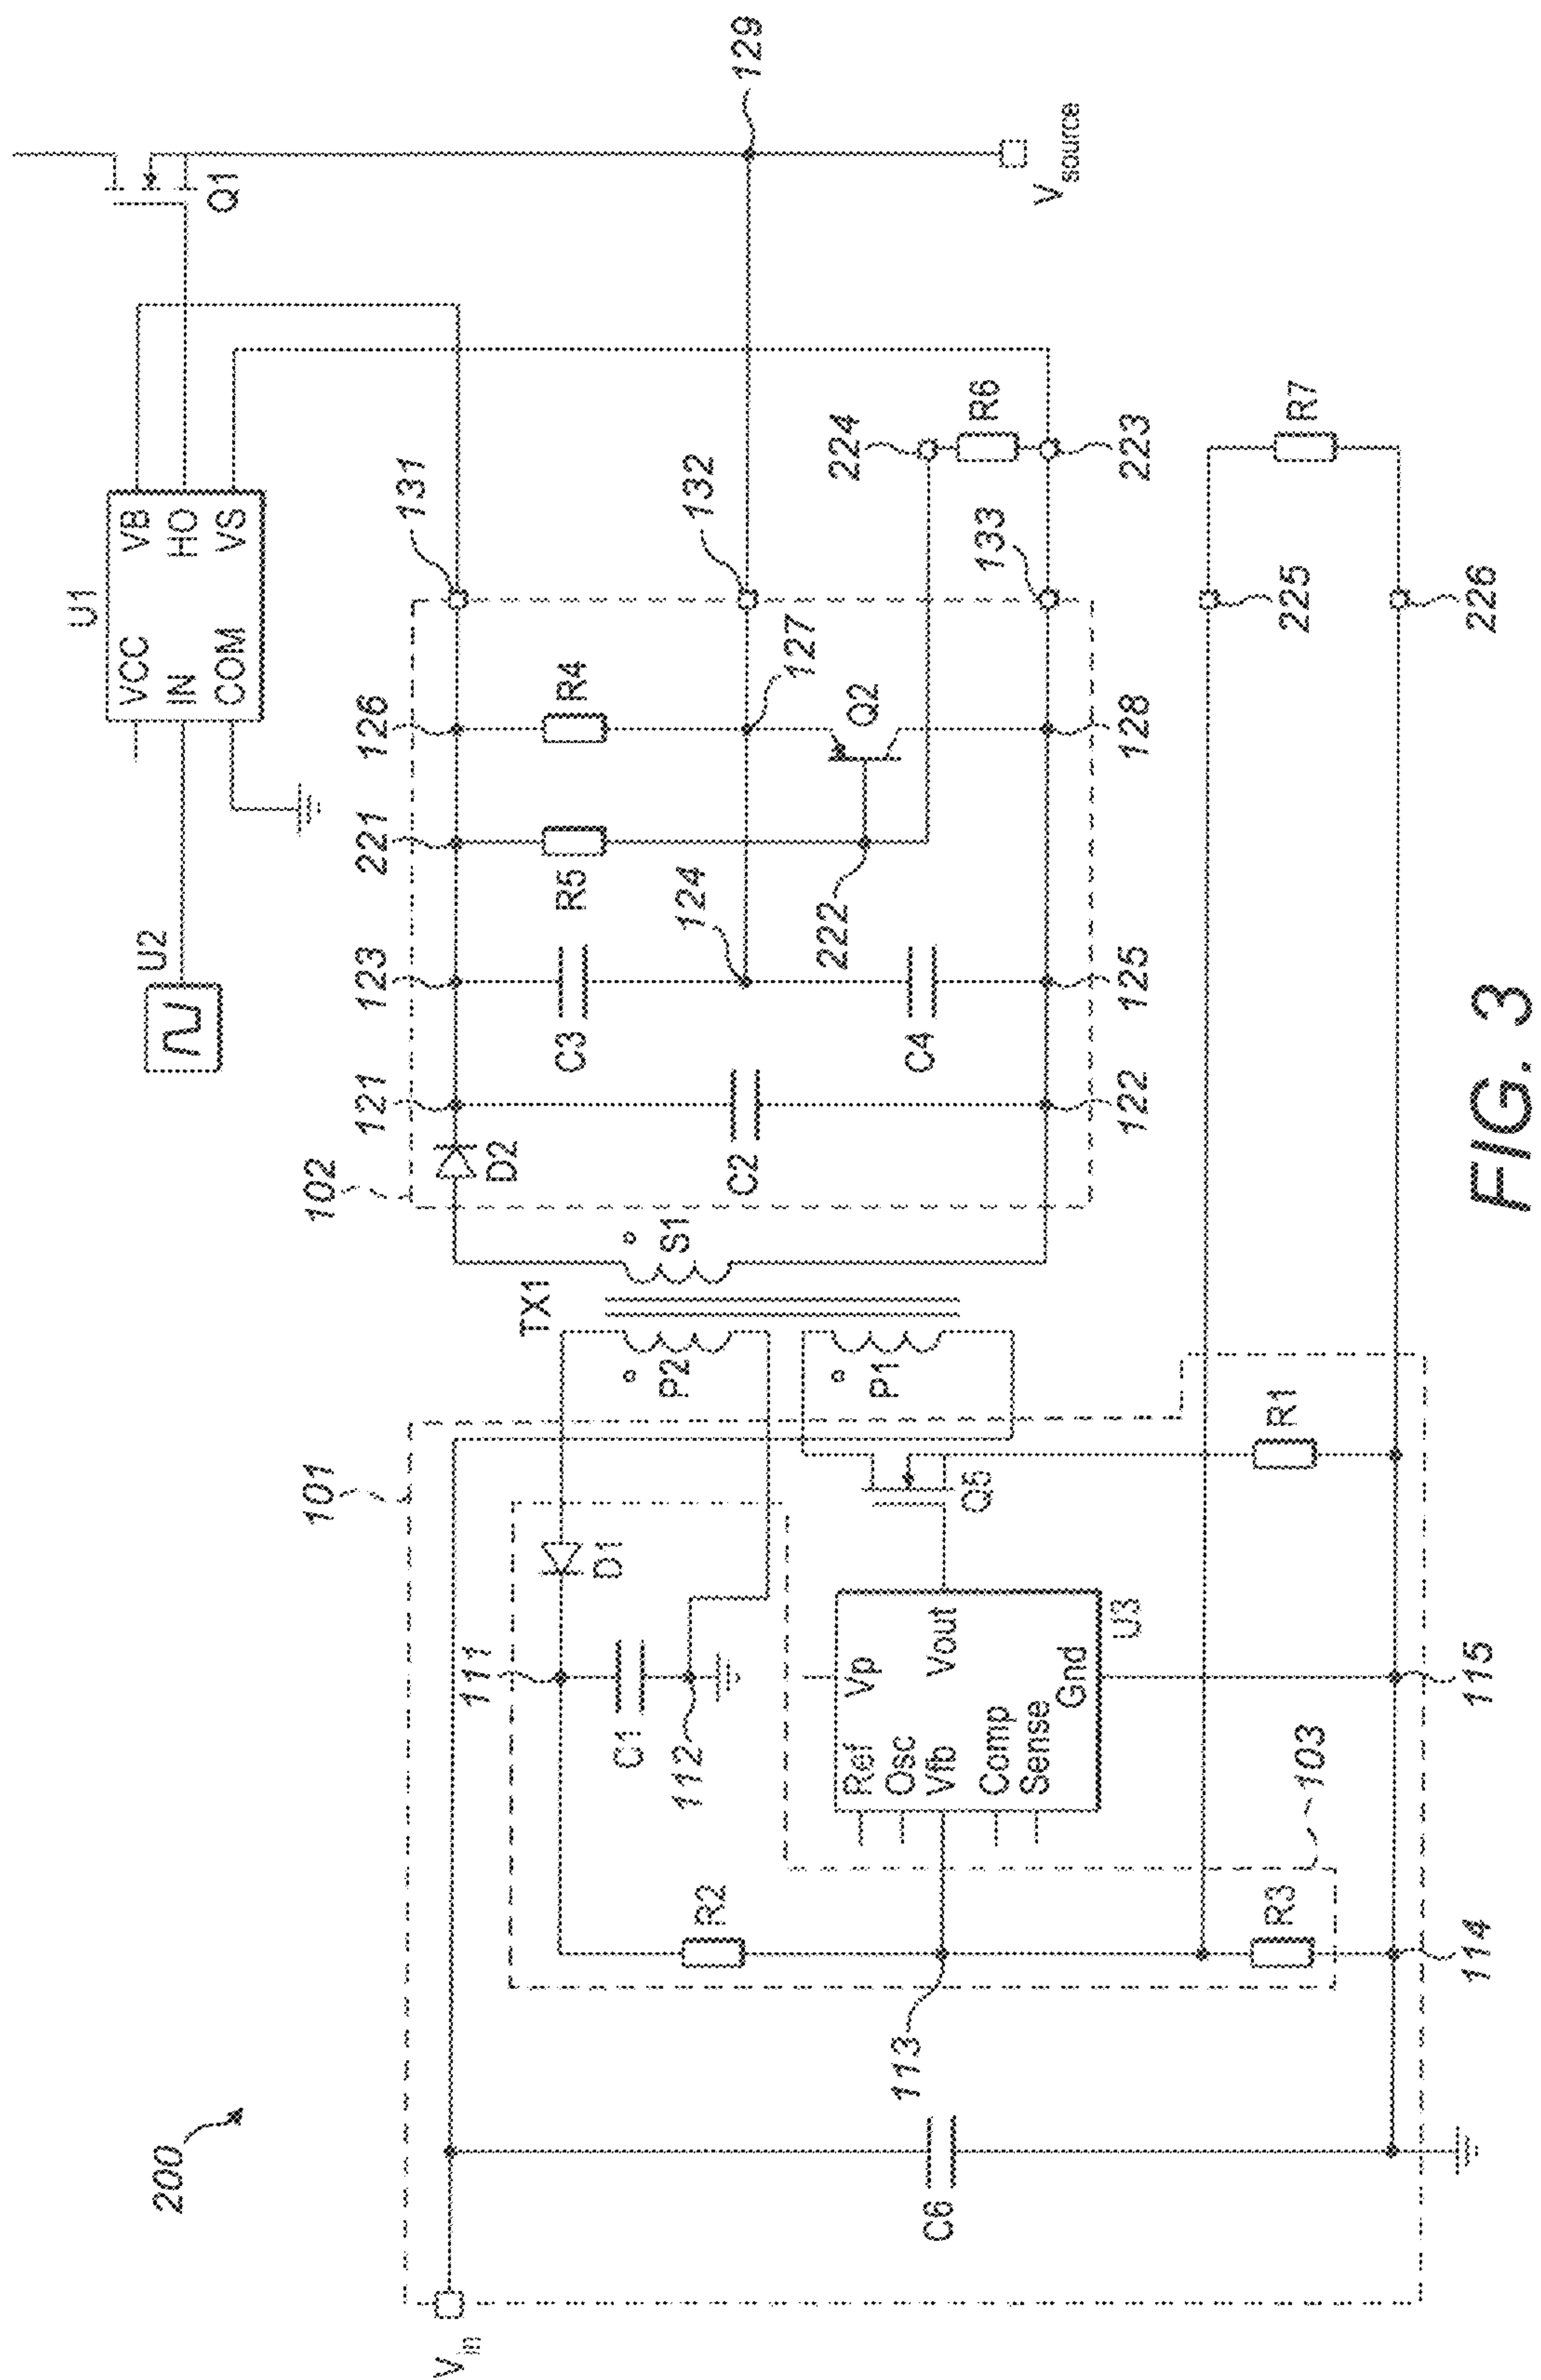 200
V in
101
111
D1
C1
112
R2
113
C6
Ref
Osc
Vfb
Comp
Sense
Vp
Vout
Gnd
U3
Q5
R1
R3
103
114
115
TX1
P2
P1
S1
102
D2
121
123
221
126
131
C2
C3
R5
R4
124
127
132
C4
222
Q2
133
224
R6
223
122
125
128
225
R7
226
U2
U1
VCC
IN
COM
VB
HO
VS
Q1
129
V source
FIG. 3